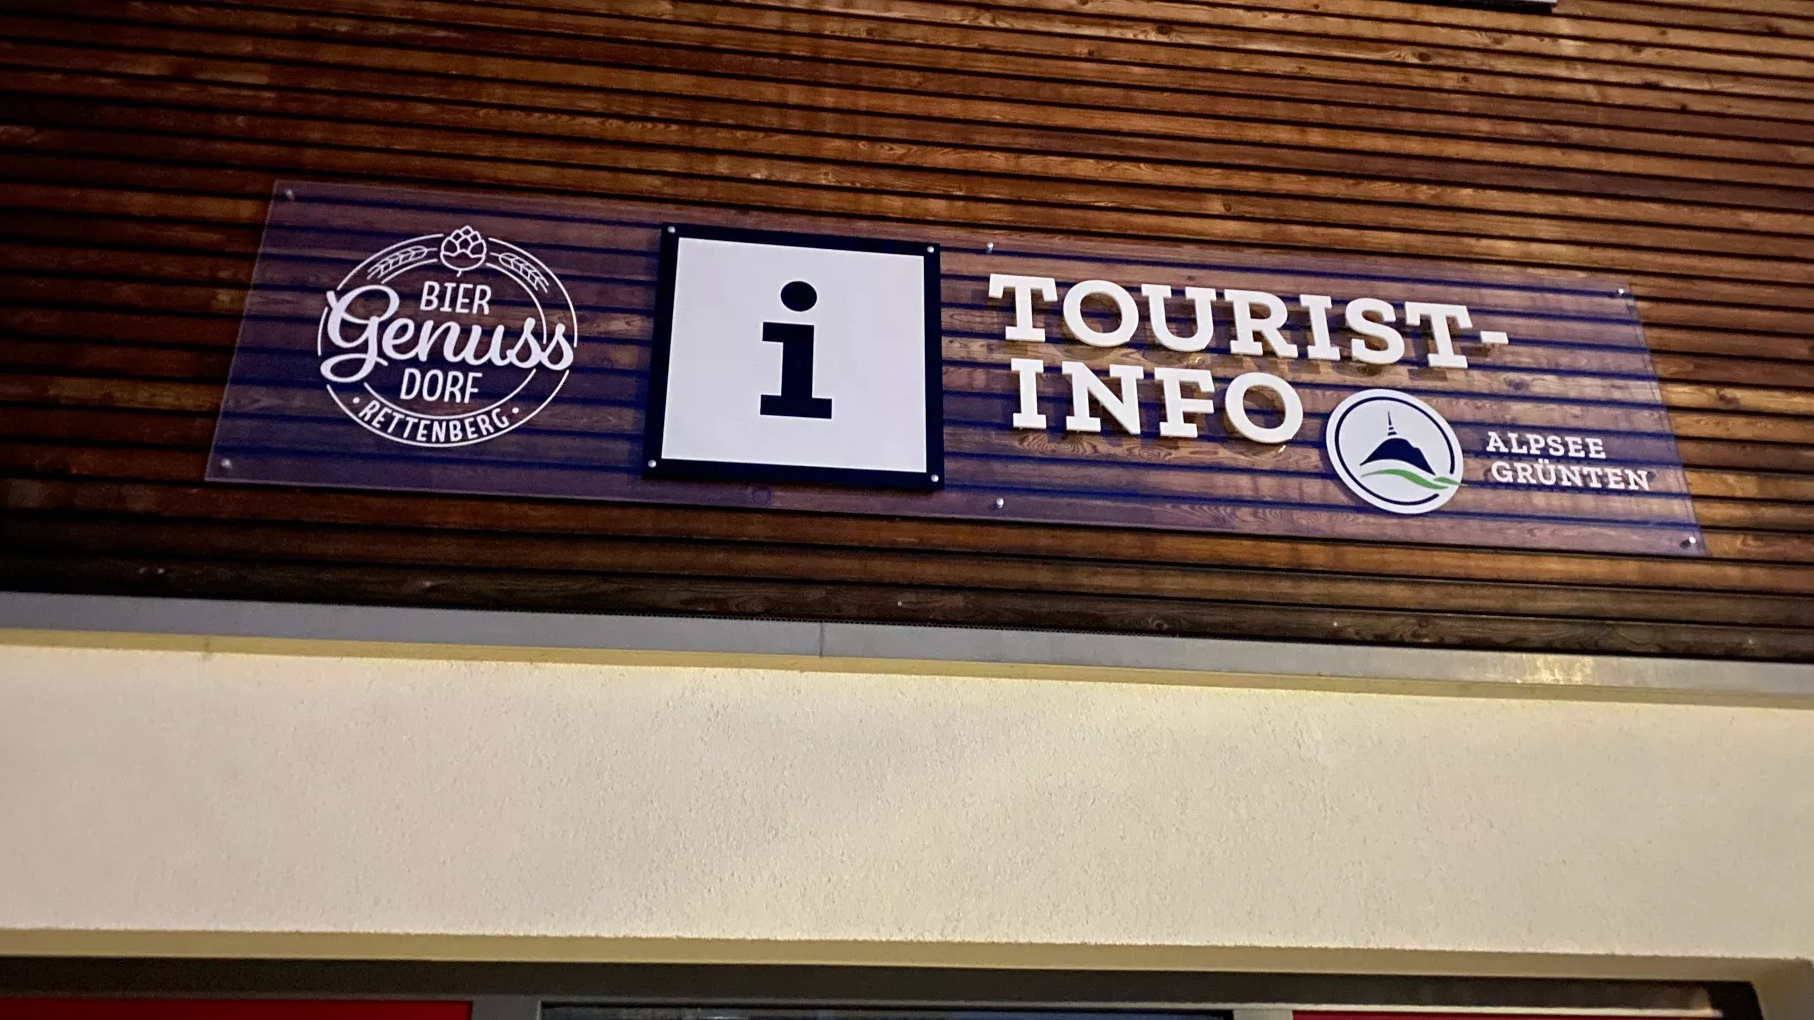 BIER
Genuss
DORF
· RETTENBERG ·
i
TOURIST-
INFO
ALPSEE
GRÜNTEN